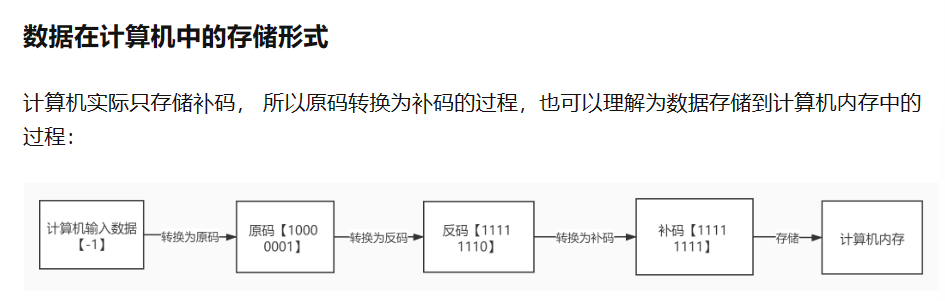 数据在计算机中的存储形式
计算机实际只存储补码， 所以原码转换为补码的过程，也可以理解为数据存储到计算机内存中的
过程：
计算机输入数据
【-1】
转换为原码
原码【1000
0001】
转换为反码
反码【1111
1110】
转换为补码
补码【1111
1111】
存储
计算机内存